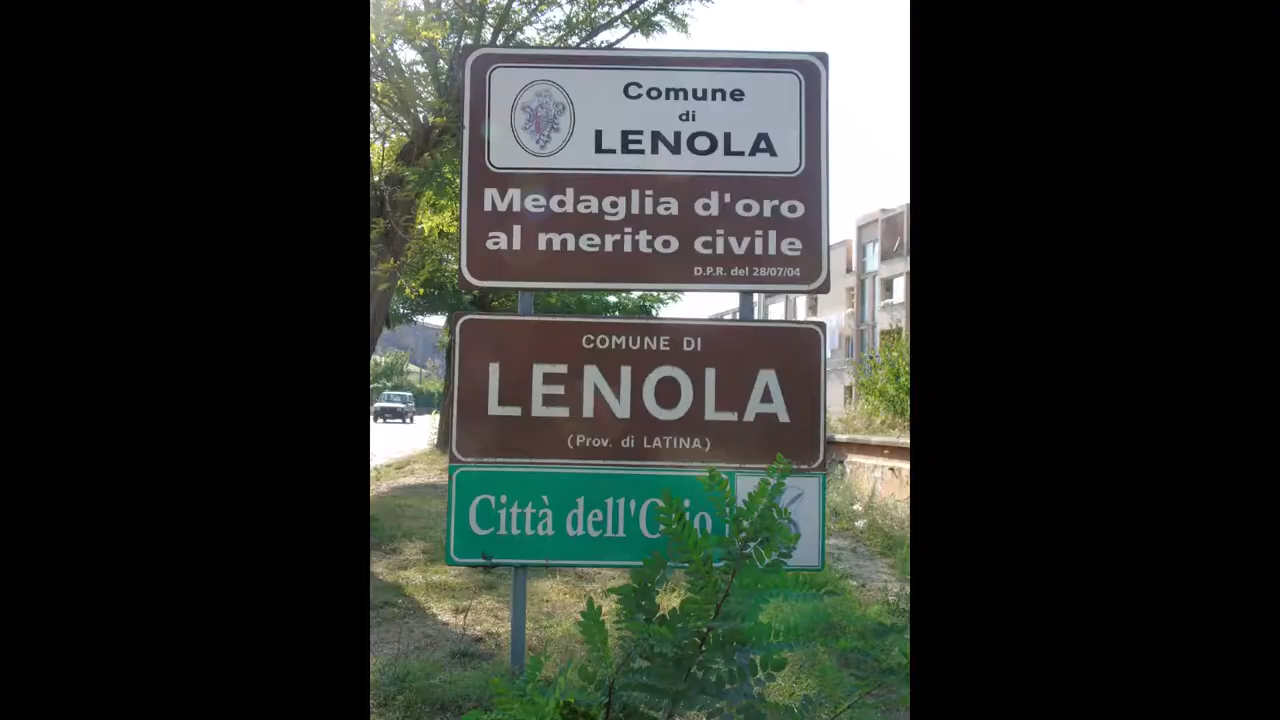 Comune
di
LENOLA
Medaglia d'oro
al merito civile
D.P.R. del 28/07/04
COMUNE DI
LENOLA
(Prov. di LATINA)
Città